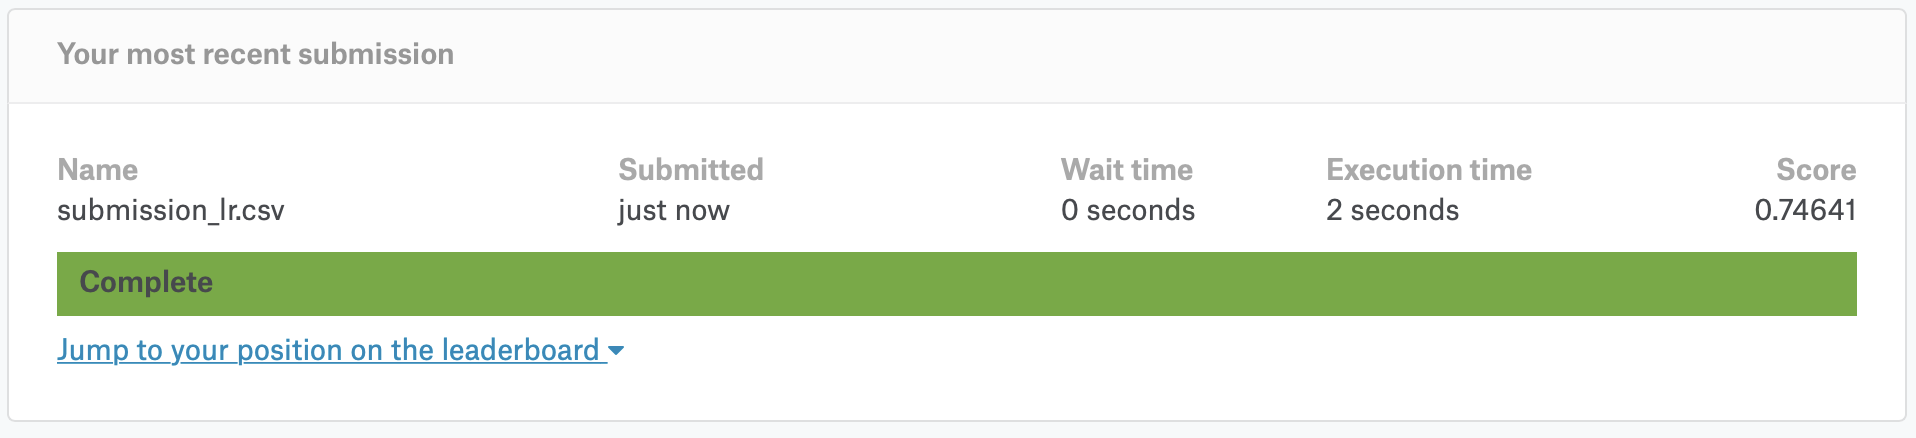 Your most recent submission
Name Submitted Wait time Execution time Score
submission_lr.csv just now 0 seconds 2 seconds 0.74641
Complete
Jump to your position on the leaderboard